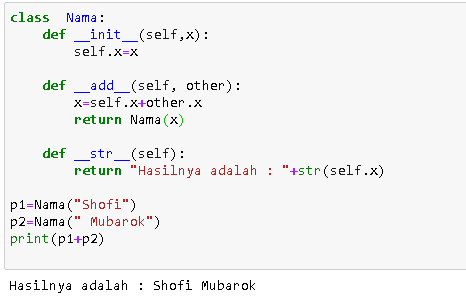 class  Nama:
    def __init__(self,x):
        self.x=x
    def __add__(self, other):
        x=self.x+other.x
        return Nama(x)
    def __str__(self):
        return "Hasilnya adalah : "+str(self.x)
p1=Nama("Shofi")
p2=Nama(" Mubarok")
print(p1+p2)
Hasilnya adalah : Shofi Mubarok